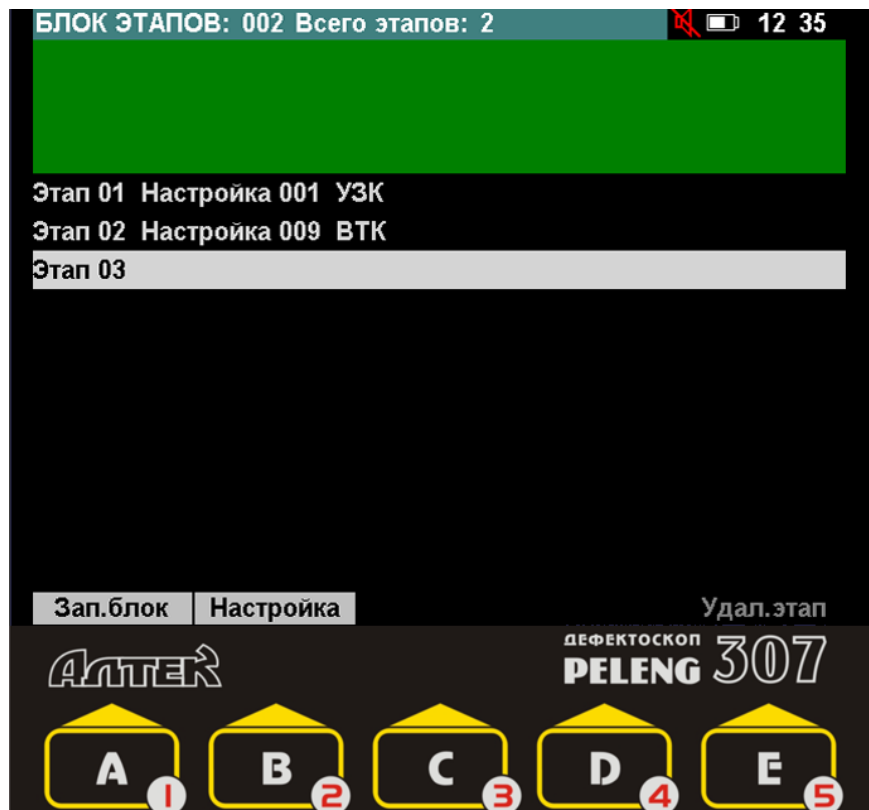 БЛОК ЭТАПОВ: 002 Всего этапов: 2 12 35
Этап 01 Настройка 001 УЗК
Этап 02 Настройка 009 ВТК
Этап 03
Зап.блок Настройка Удал.этап
АЛТЕК ДЕФЕКТОСКОП
PELENG 307
A B C D E
1 2 3 4 5